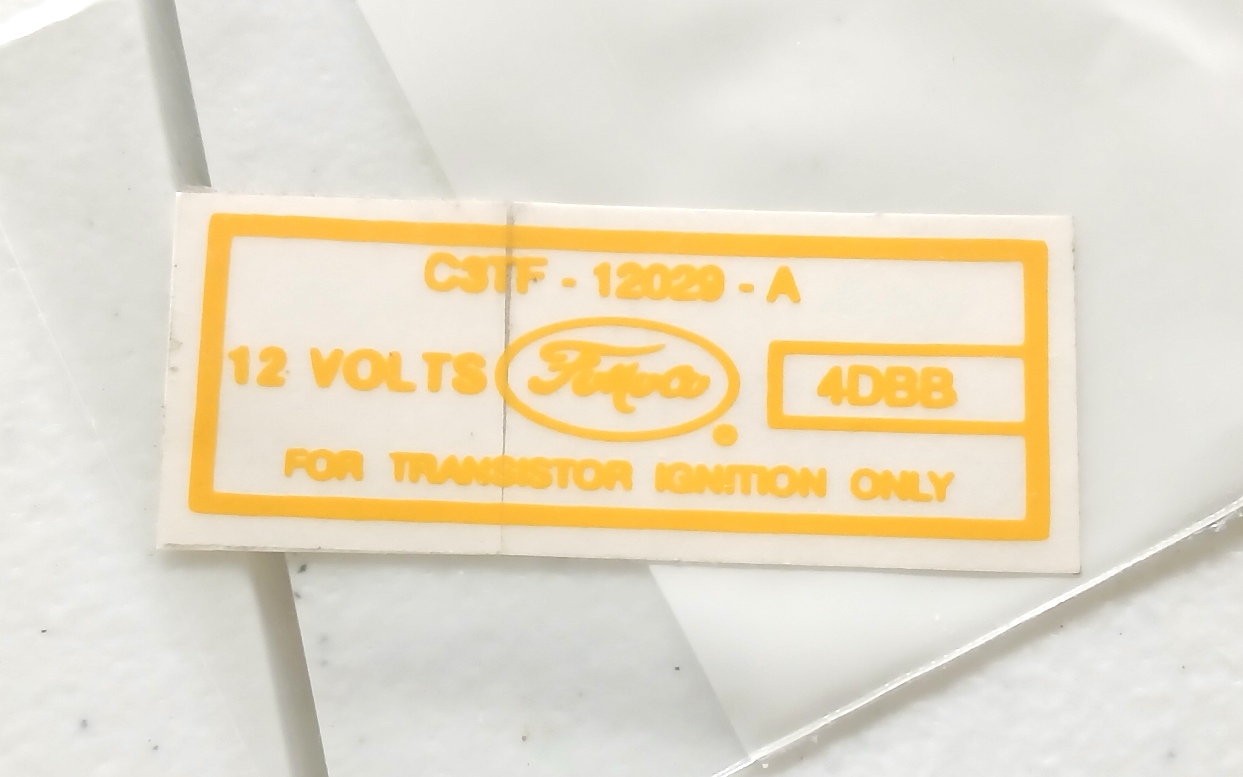 C3TF - 12029 - A
12 VOLTS FoMoCo 4DBB
FOR TRANSISTOR IGNITION ONLY